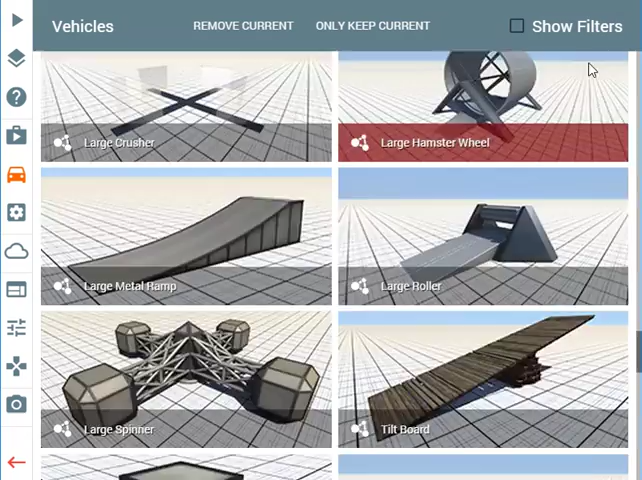 Vehicles
REMOVE CURRENT
ONLY KEEP CURRENT
Show Filters
Large Crusher
Large Hamster Wheel
Large Metal Ramp
Large Roller
Large Spinner
Tilt Board